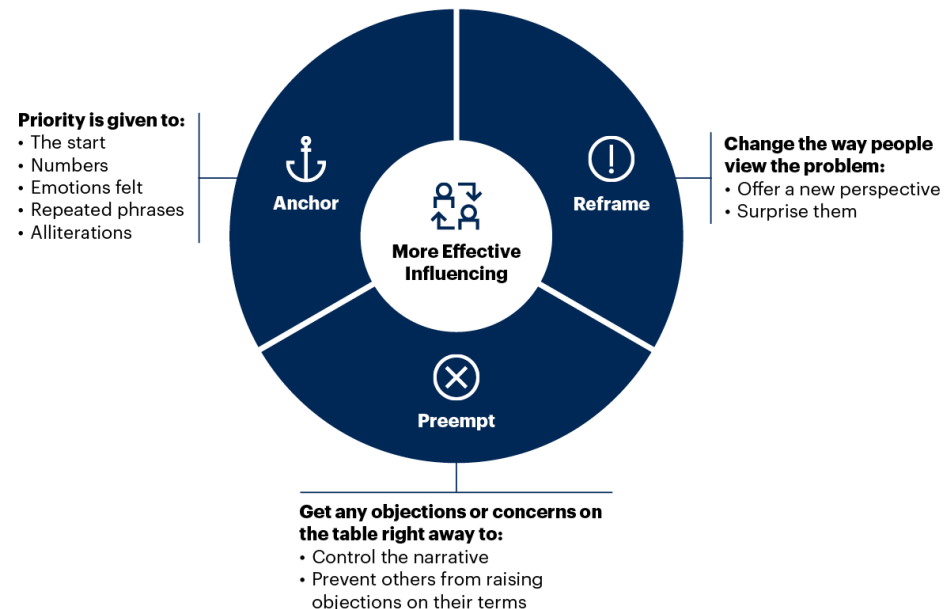 Priority is given to:
• The start
• Numbers
• Emotions felt
• Repeated phrases
• Alliterations
Anchor
More Effective
Influencing
Reframe
Change the way people
view the problem:
• Offer a new perspective
• Surprise them
Preempt
Get any objections or concerns on
the table right away to:
• Control the narrative
• Prevent others from raising
objections on their terms